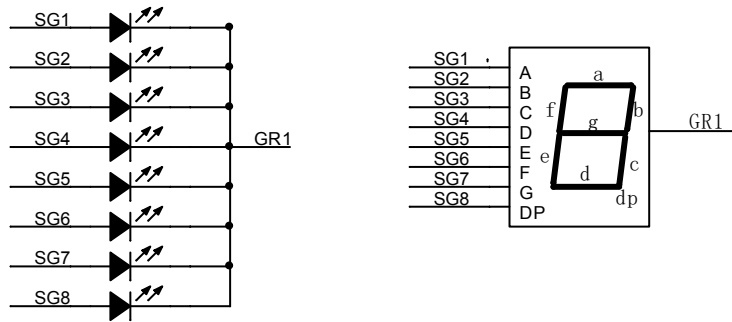 SG1
SG2
SG3
SG4
SG5
SG6
SG7
SG8
GR1
SG1
SG2
SG3
SG4
SG5
SG6
SG7
SG8
A
B
C
D
E
F
G
DP
a
f
b
g
e
c
d
dp
GR1